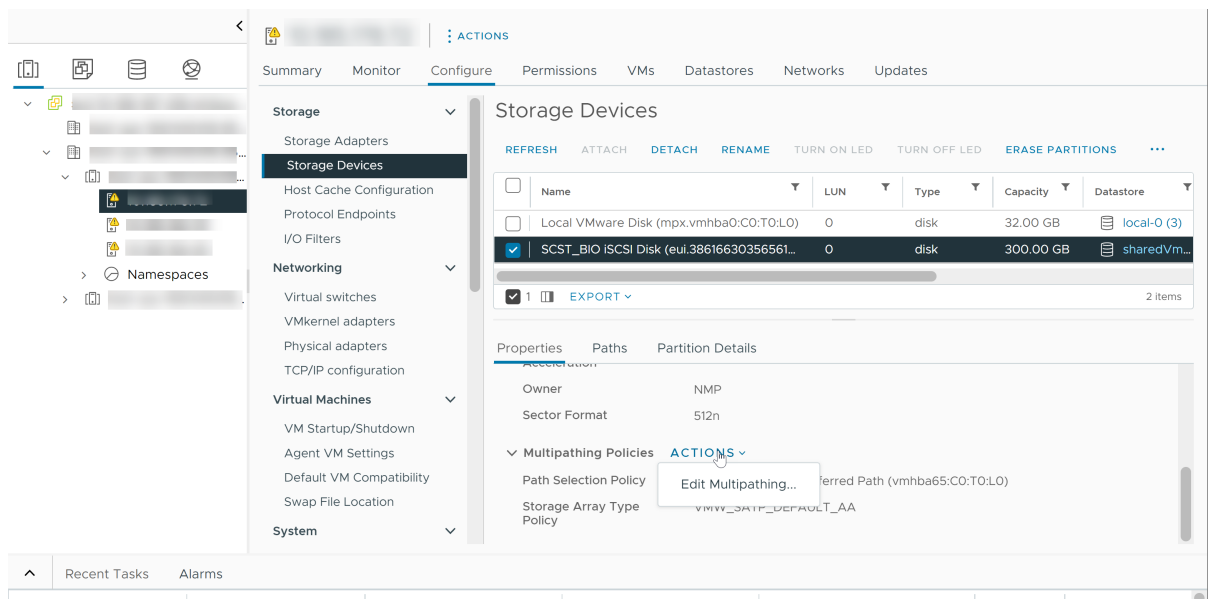 ACTIONS
Summary Monitor Configure Permissions VMs Datastores Networks Updates
Storage
Storage Adapters
Storage Devices
Host Cache Configuration
Protocol Endpoints
I/O Filters
Networking
Virtual switches
VMkernel adapters
Physical adapters
TCP/IP configuration
Virtual Machines
VM Startup/Shutdown
Agent VM Settings
Default VM Compatibility
Swap File Location
System
Namespaces
Storage Devices
REFRESH ATTACH DETACH RENAME TURN ON LED TURN OFF LED ERASE PARTITIONS ...
Name LUN Type Capacity Datastore
Local VMware Disk (mpx.vmhba0:C0:T0:L0) 0 disk 32.00 GB local-0 (3)
SCST_BIO iSCSI Disk (eui.38616630356561... 0 disk 300.00 GB sharedVm...
1 EXPORT 2 items
Properties Paths Partition Details
Acceleration
Owner NMP
Sector Format 512n
Multipathing Policies ACTIONS
Edit Multipathing...
Path Selection Policy ferred Path (vmhba65:C0:T0:L0)
Storage Array Type VMW_SATP_DEFAULT_AA
Policy
Recent Tasks Alarms